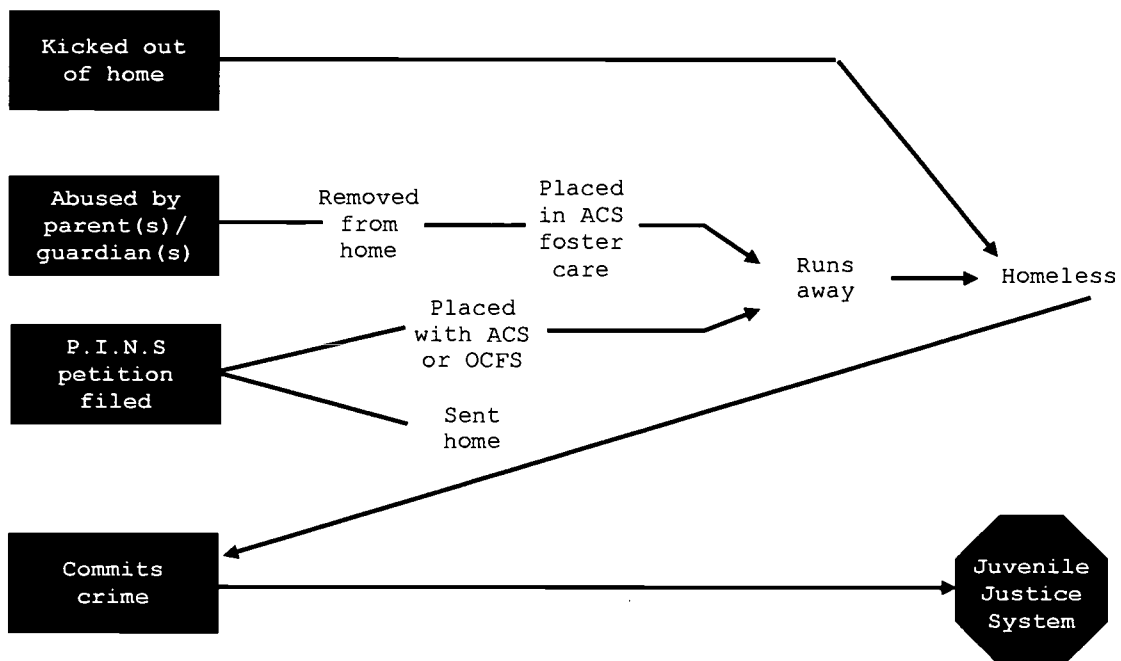 Kicked out
of home
Abused by
parent(s)/
guardian(s)
Removed
from
home
Placed
in ACS
foster
care
Runs
away
Homeless
P.I.N.S
petition
filed
Placed
with ACS
or OCFS
Sent
home
Commits
crime
Juvenile
Justice
System